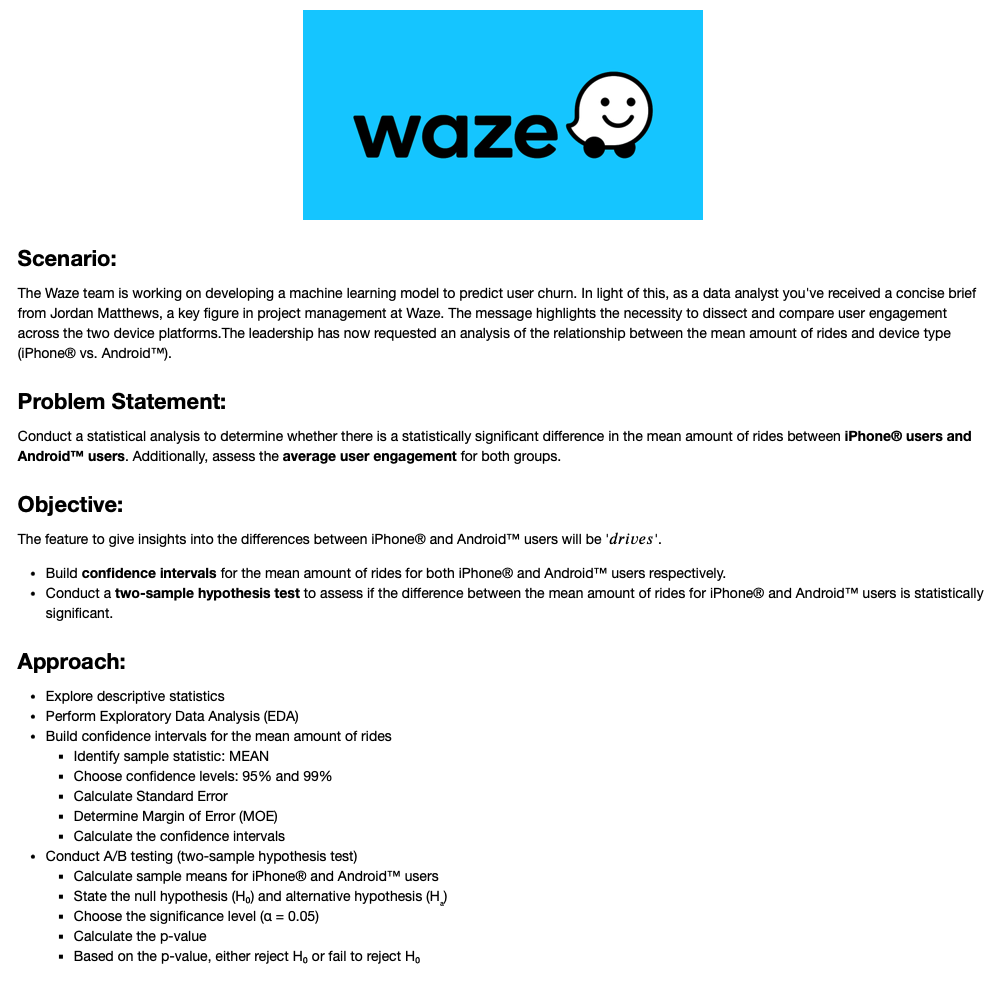 waze
Scenario:
The Waze team is working on developing a machine learning model to predict user churn. In light of this, as a data analyst you've received a concise brief
from Jordan Matthews, a key figure in project management at Waze. The message highlights the necessity to dissect and compare user engagement
across the two device platforms.The leadership has now requested an analysis of the relationship between the mean amount of rides and device type
(iPhone® vs. Android™).
Problem Statement:
Conduct a statistical analysis to determine whether there is a statistically significant difference in the mean amount of rides between iPhone® users and
Android™ users. Additionally, assess the average user engagement for both groups.
Objective:
The feature to give insights into the differences between iPhone® and Android™ users will be 'drives'.
• Build confidence intervals for the mean amount of rides for both iPhone® and Android™ users respectively.
• Conduct a two-sample hypothesis test to assess if the difference between the mean amount of rides for iPhone® and Android™ users is statistically
significant.
Approach:
• Explore descriptive statistics
• Perform Exploratory Data Analysis (EDA)
• Build confidence intervals for the mean amount of rides
▪ Identify sample statistic: MEAN
▪ Choose confidence levels: 95% and 99%
▪ Calculate Standard Error
▪ Determine Margin of Error (MOE)
▪ Calculate the confidence intervals
• Conduct A/B testing (two-sample hypothesis test)
▪ Calculate sample means for iPhone® and Android™ users
▪ State the null hypothesis (H₀) and alternative hypothesis (Hₐ)
▪ Choose the significance level (α = 0.05)
▪ Calculate the p-value
▪ Based on the p-value, either reject H₀ or fail to reject H₀